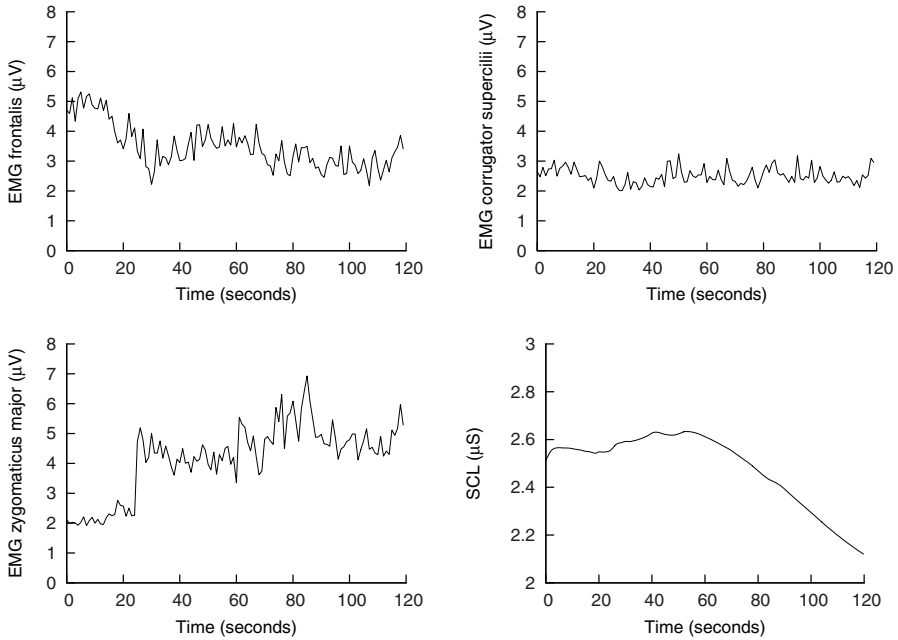 8
7
6
5
4
3
2
1
0
EMG frontalis (μV)
0 20 40 60 80 100 120
Time (seconds)
8
7
6
5
4
3
2
1
0
EMG corrugator supercilii (μV)
0 20 40 60 80 100 120
Time (seconds)
8
7
6
5
4
3
2
1
0
EMG zygomaticus major (μV)
0 20 40 60 80 100 120
Time (seconds)
3
2.8
2.6
2.4
2.2
2
SCL (μS)
0 20 40 60 80 100 120
Time (seconds)